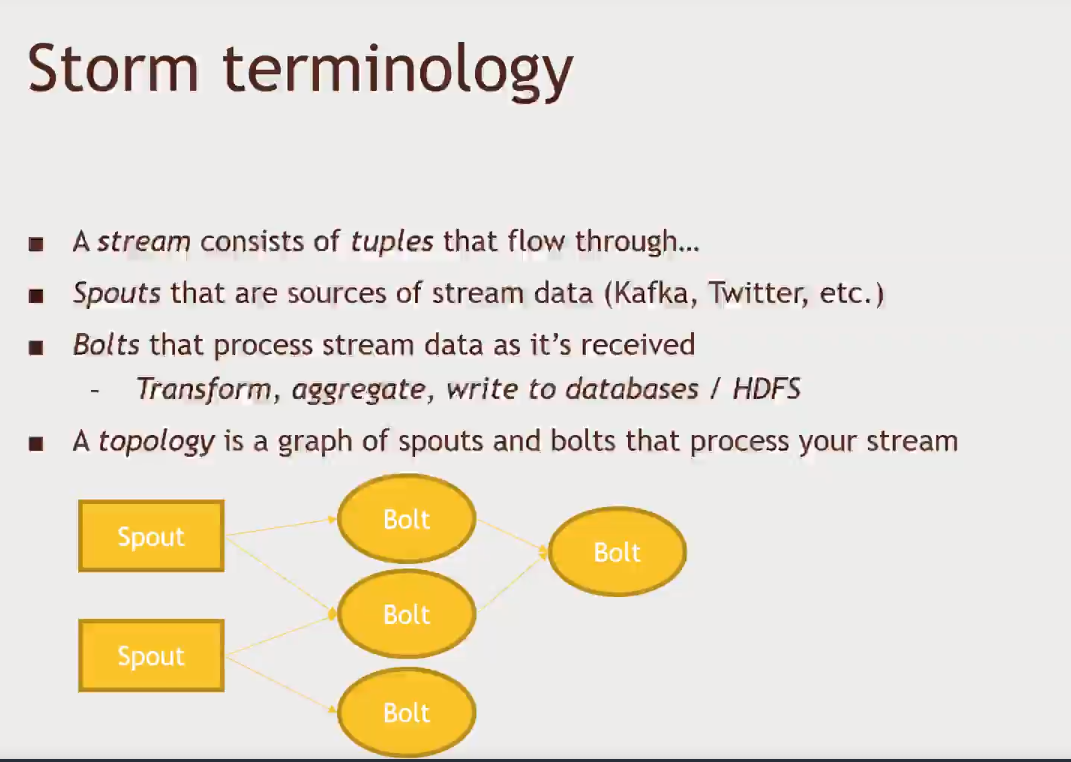 Storm terminology
A stream consists of tuples that flow through…
Spouts that are sources of stream data (Kafka, Twitter, etc.)
Bolts that process stream data as it’s received
– Transform, aggregate, write to databases / HDFS
A topology is a graph of spouts and bolts that process your stream
Spout
Bolt
Bolt
Bolt
Spout
Bolt